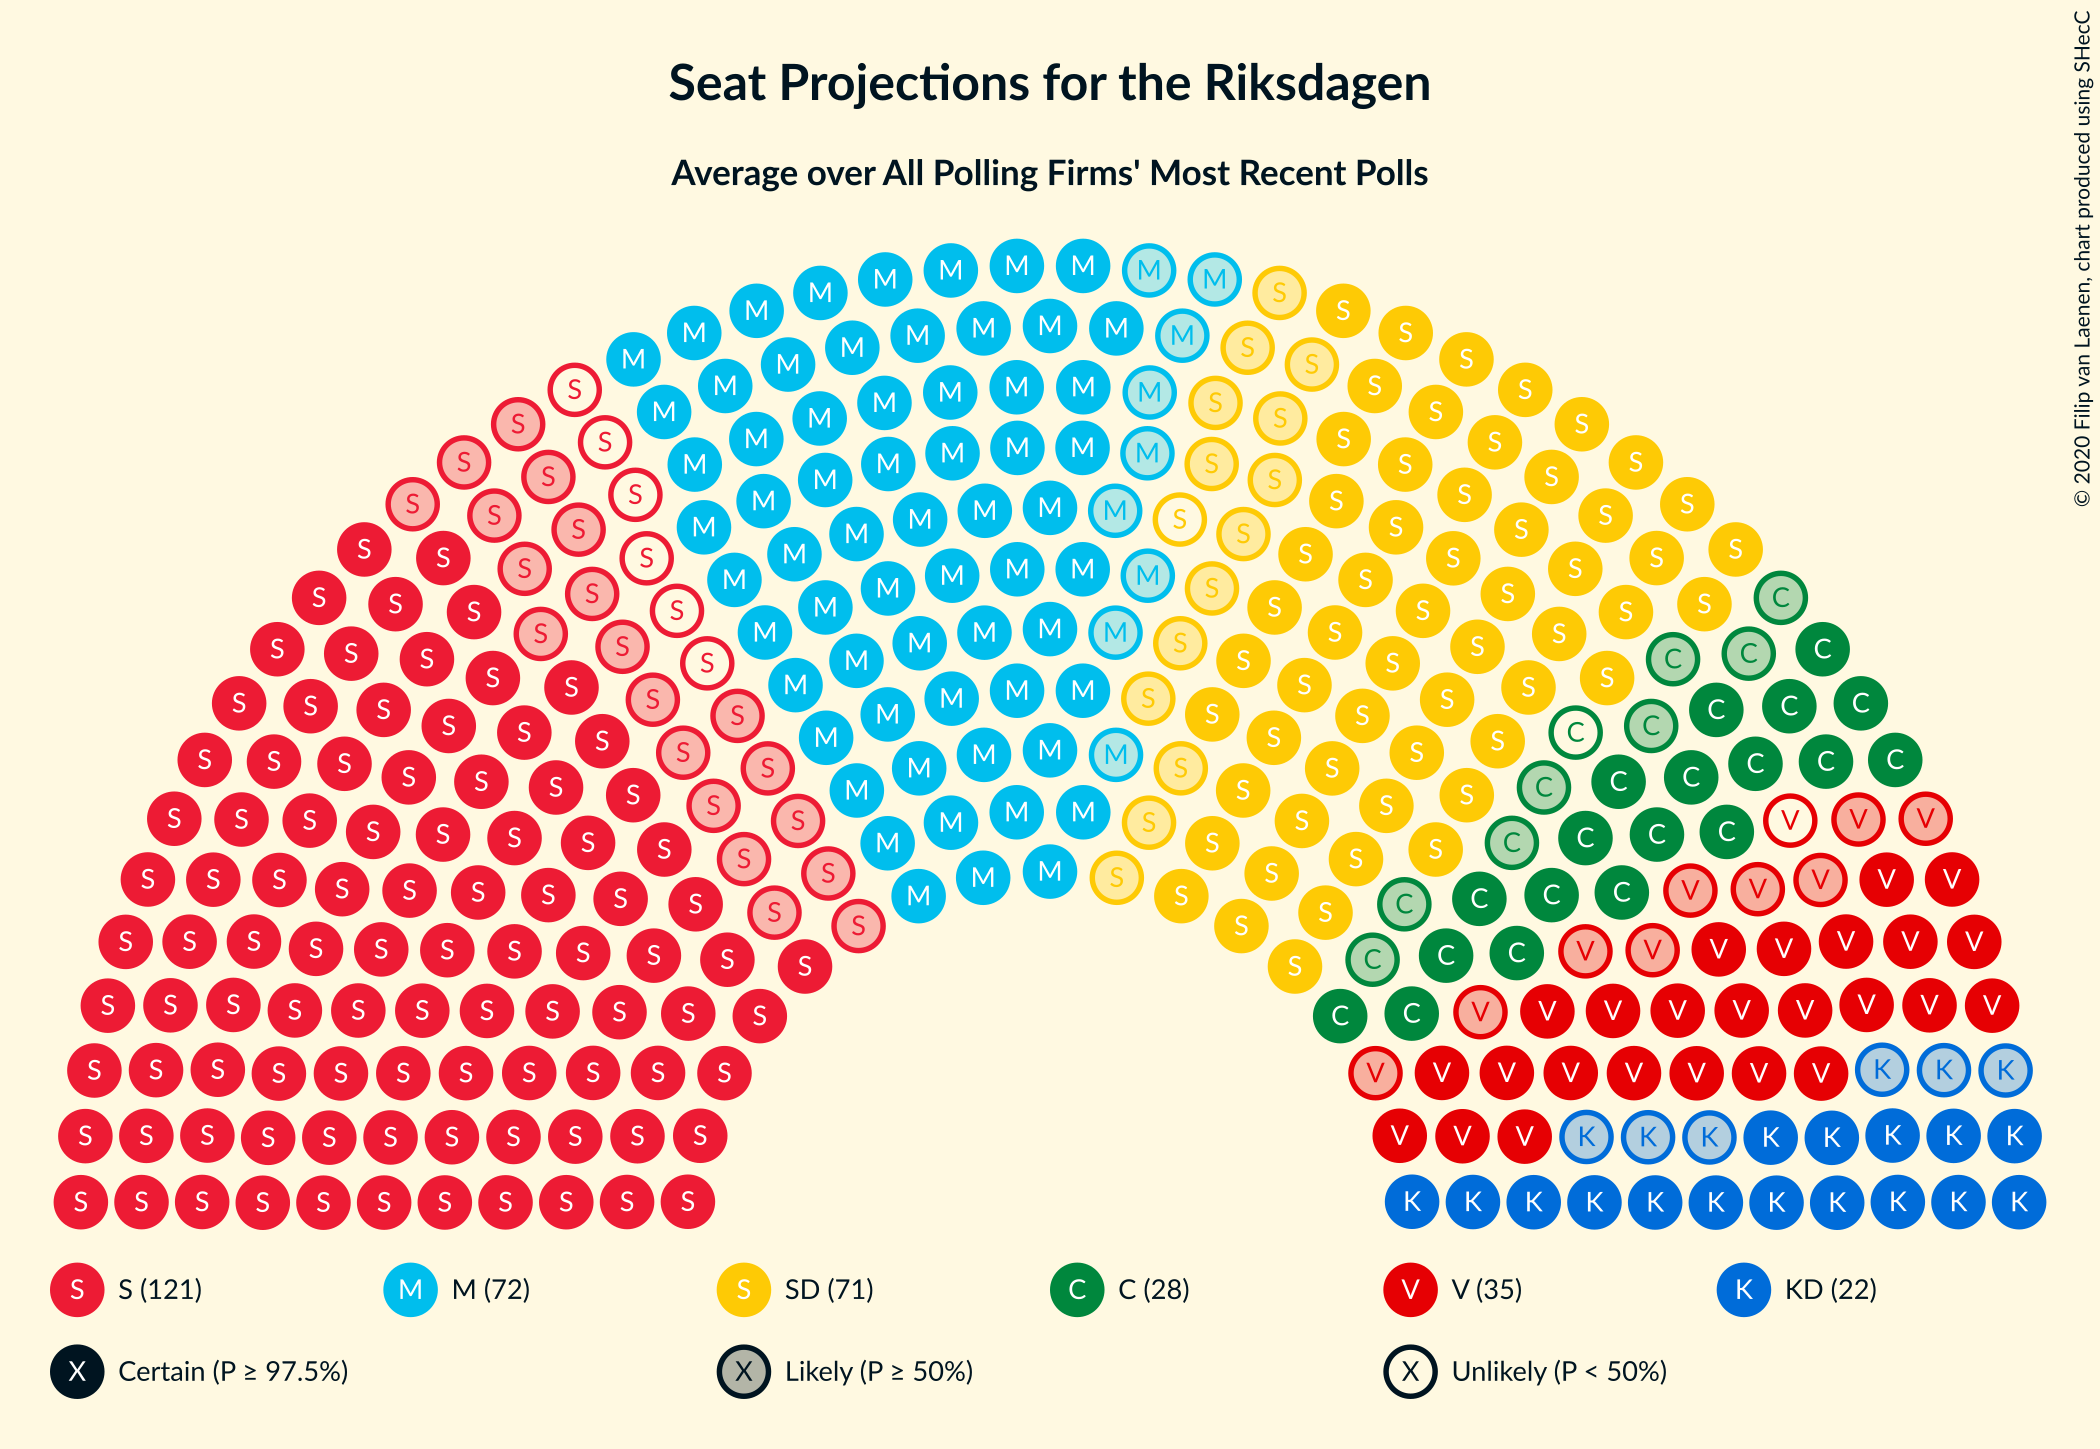 Seat Projections for the Riksdagen
Average over All Polling Firms' Most Recent Polls
© 2020 Filip van Laenen, chart produced using SHecC
S S (121) M M (72) S SD (71) C C (28) V V (35) K KD (22)
X Certain (P ≥ 97.5%) X Likely (P ≥ 50%) X Unlikely (P < 50%)